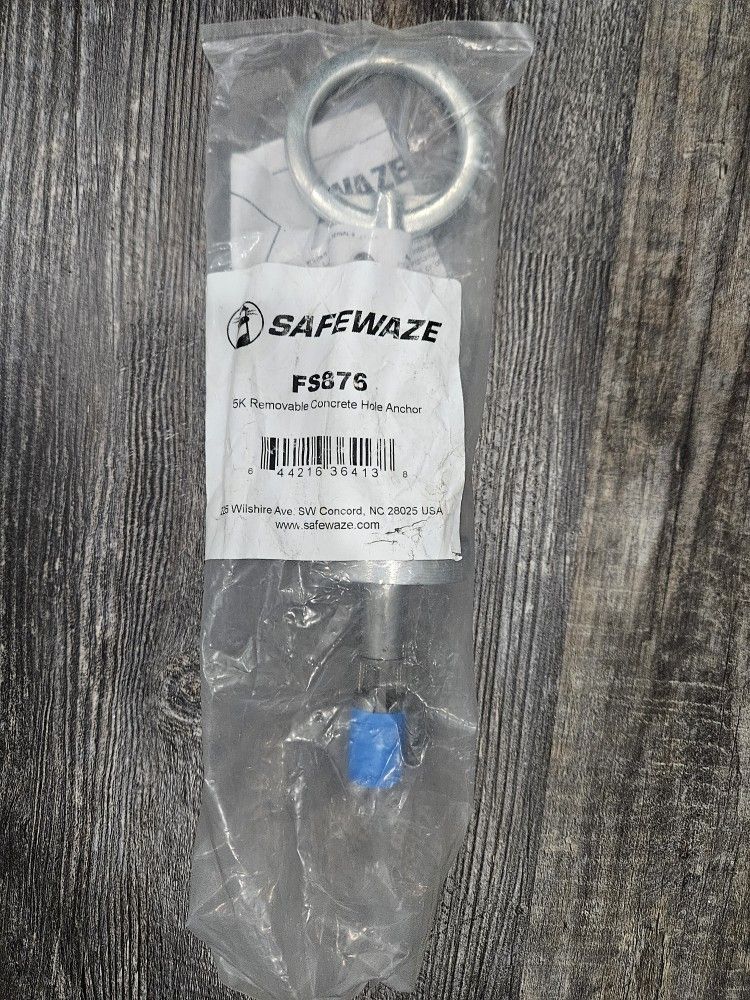 WAZE
SAFEWAZE
FS876
5K Removable Concrete Hole Anchor
6 44216 36413 8
225 Wilshire Ave. SW Concord, NC 28025 USA
www.safewaze.com